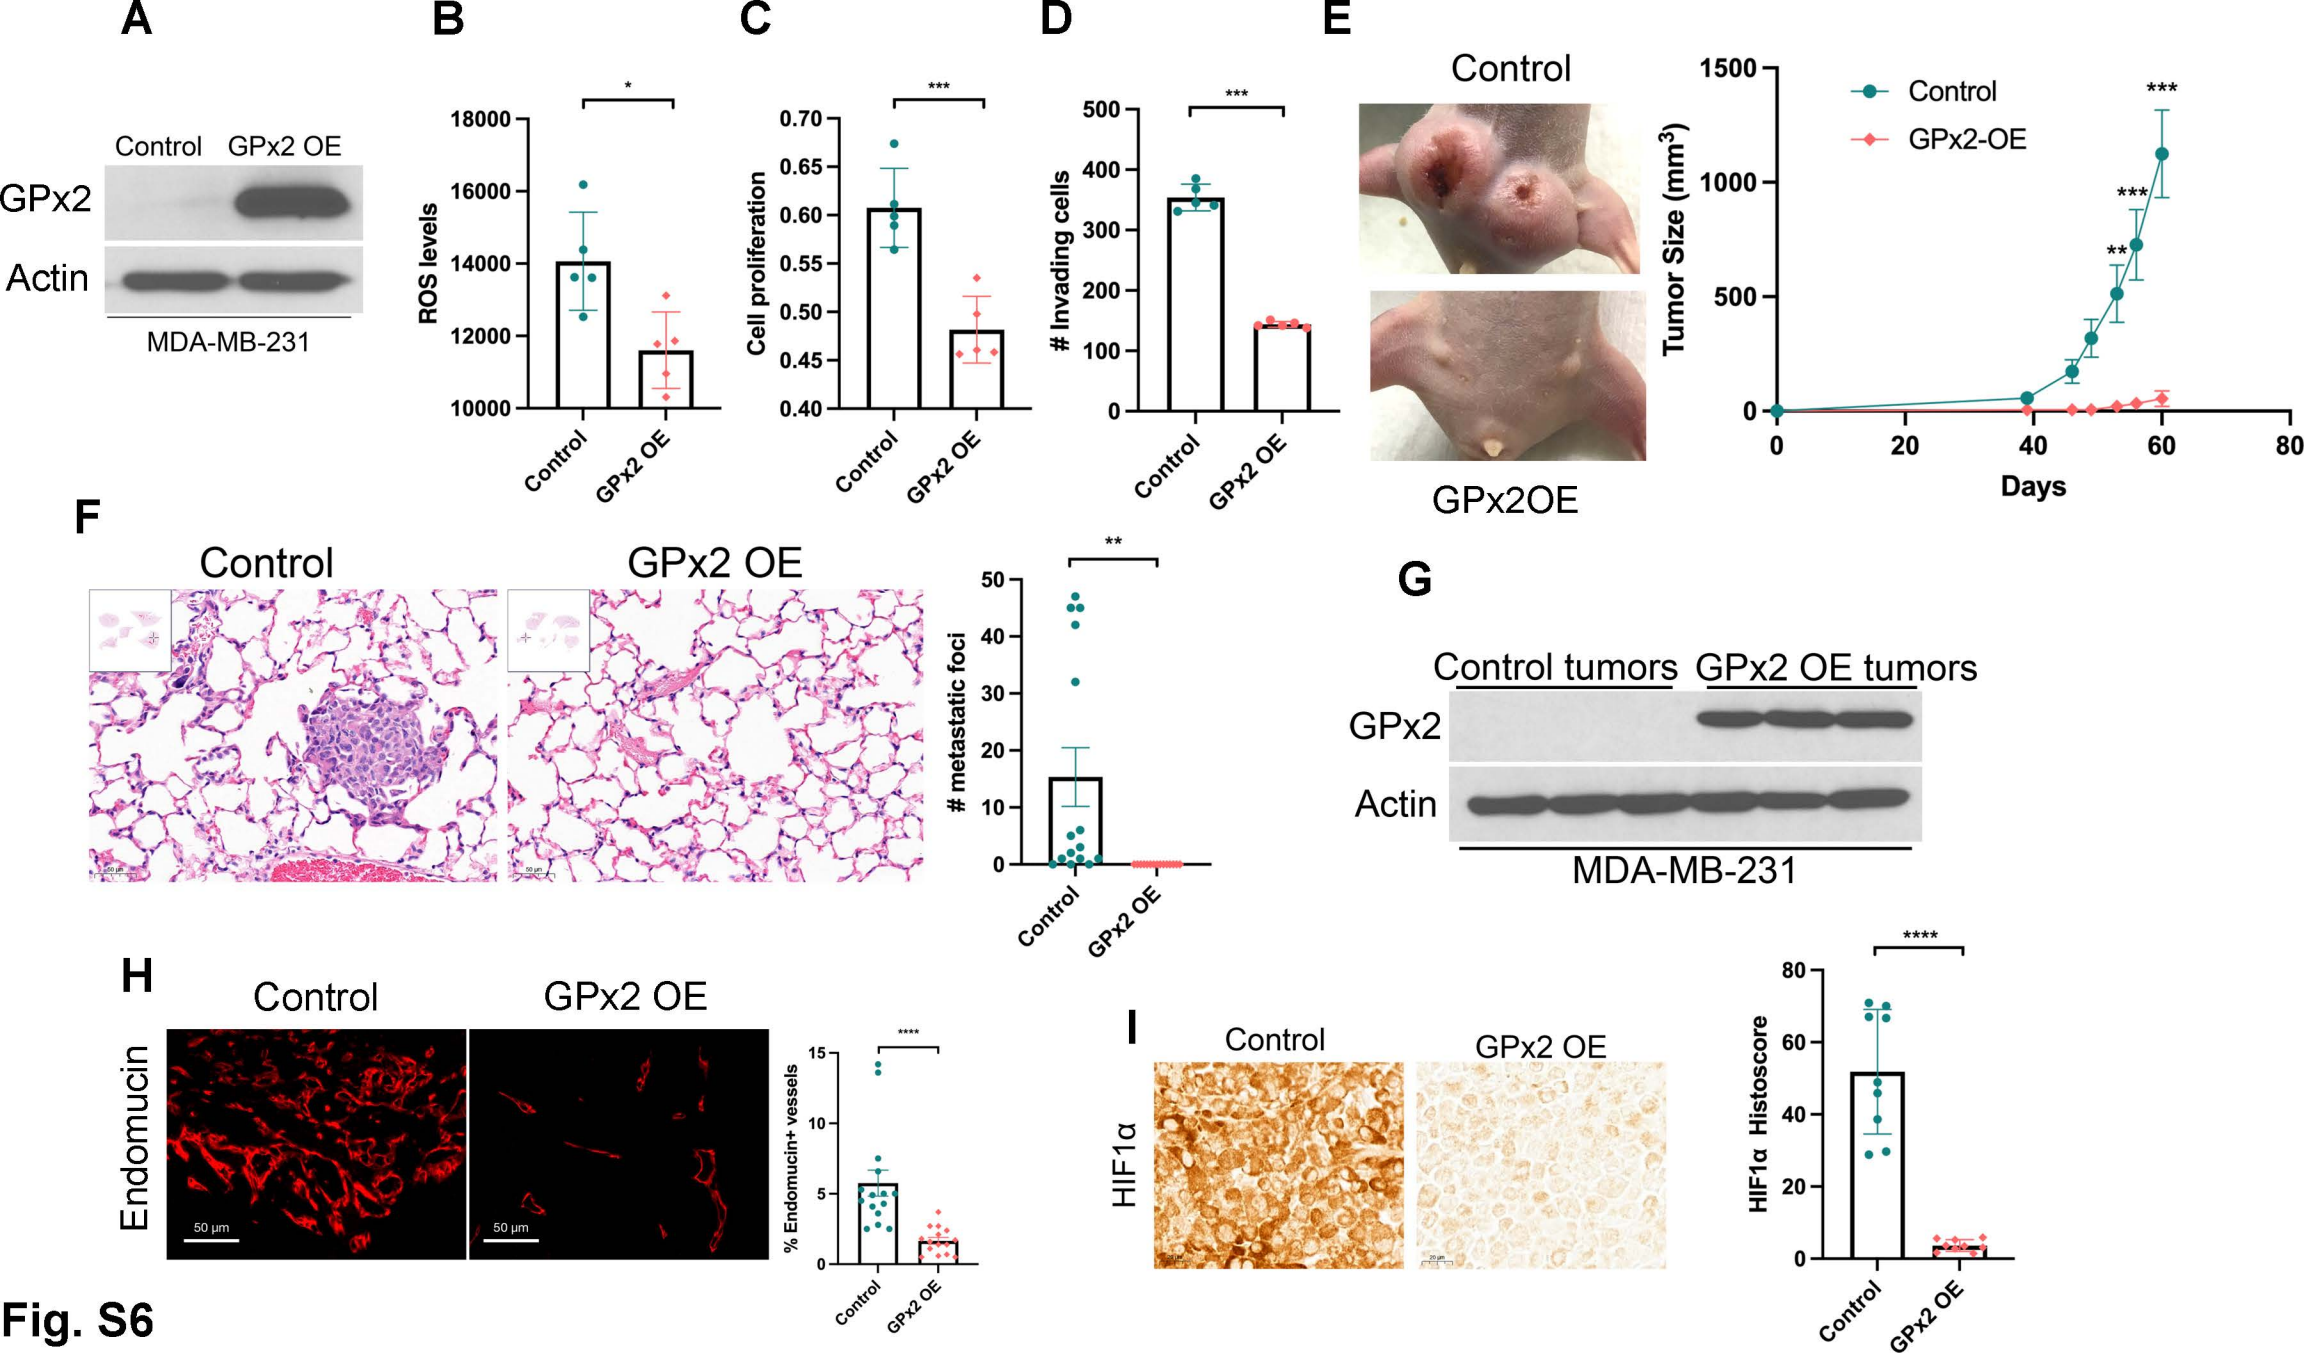 A
Control GPx2 OE
GPx2
Actin
MDA-MB-231
B
*
ROS levels
18000
16000
14000
12000
10000
Control
GPx2 OE
C
***
Cell proliferation
0.70
0.65
0.60
0.55
0.50
0.45
0.40
Control
GPx2 OE
D
***
# Invading cells
500
400
300
200
100
0
Control
GPx2 OE
E
Control
GPx2OE
Tumor Size (mm3)
1500
1000
500
0
0 20 40 60 80
Days
Control
GPx2-OE
**
***
***
F
Control
GPx2 OE
50 µm
50 µm
**
# metastatic foci
50
40
30
20
10
0
Control
GPx2 OE
G
Control tumors GPx2 OE tumors
GPx2
Actin
MDA-MB-231
H
Control
GPx2 OE
Endomucin
50 µm
50 µm
****
% Endomucin+ vessels
15
10
5
0
Control
GPx2 OE
I
Control
GPx2 OE
HIF1α
20 µm
****
HIF1α Histoscore
80
60
40
20
0
Control
GPx2 OE
Fig. S6